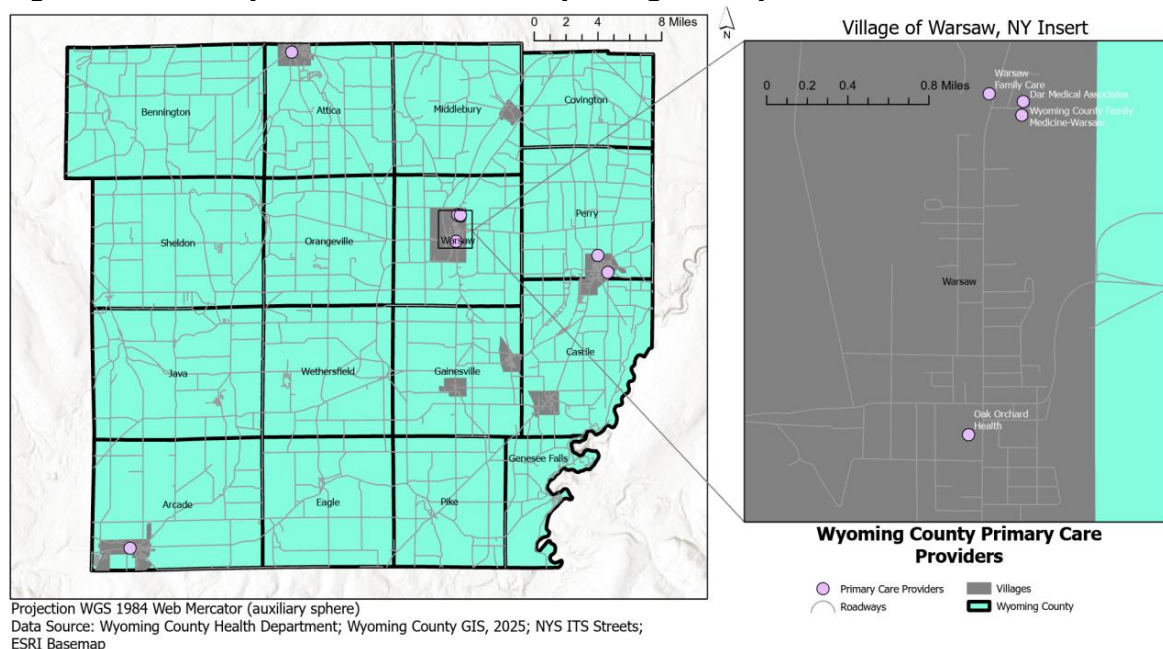 0 2 4 8 Miles
N
Bennington
Attica
Middlebury
Covington
Sheldon
Orangeville
Warsaw
Perry
Java
Wethersfield
Gainesville
Castile
Arcade
Eagle
Pike
Genesee Falls
Village of Warsaw, NY Insert
0 0.2 0.4 0.8 Miles
Warsaw
Family Care
Dar Medical Associates
Wyoming County Family
Medicine-Warsaw
Warsaw
Oak Orchard
Health
Wyoming County Primary Care
Providers
Primary Care Providers
Villages
Roadways
Wyoming County
Projection WGS 1984 Web Mercator (auxiliary sphere)
Data Source: Wyoming County Health Department; Wyoming County GIS, 2025; NYS ITS Streets;
ESRI Basemap